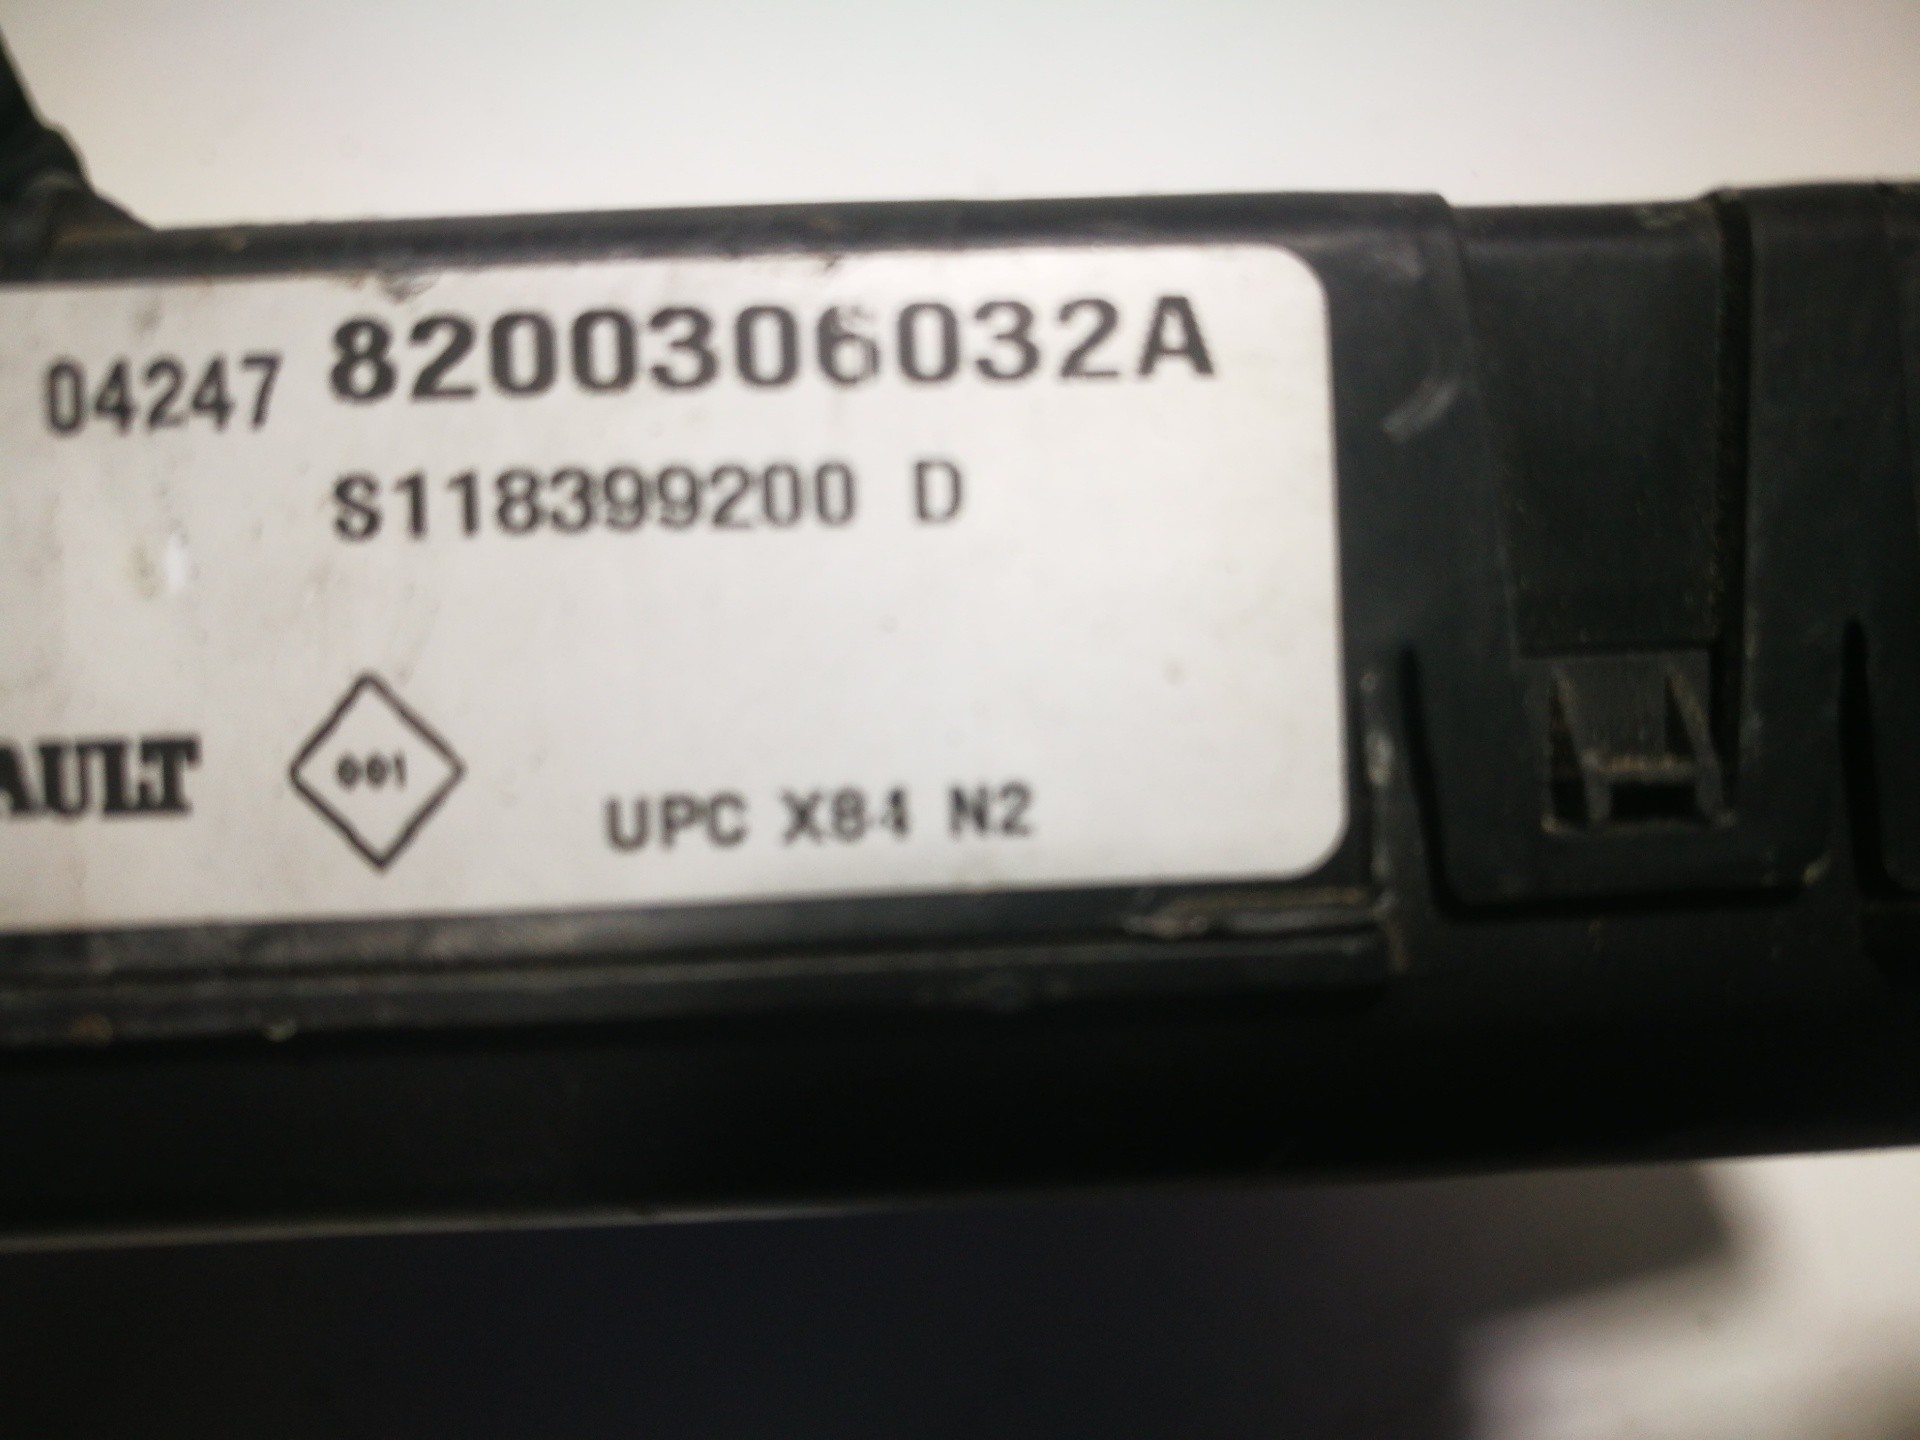 04247 8200306032A
S118399200 D
AULT 001 UPC X84 N2